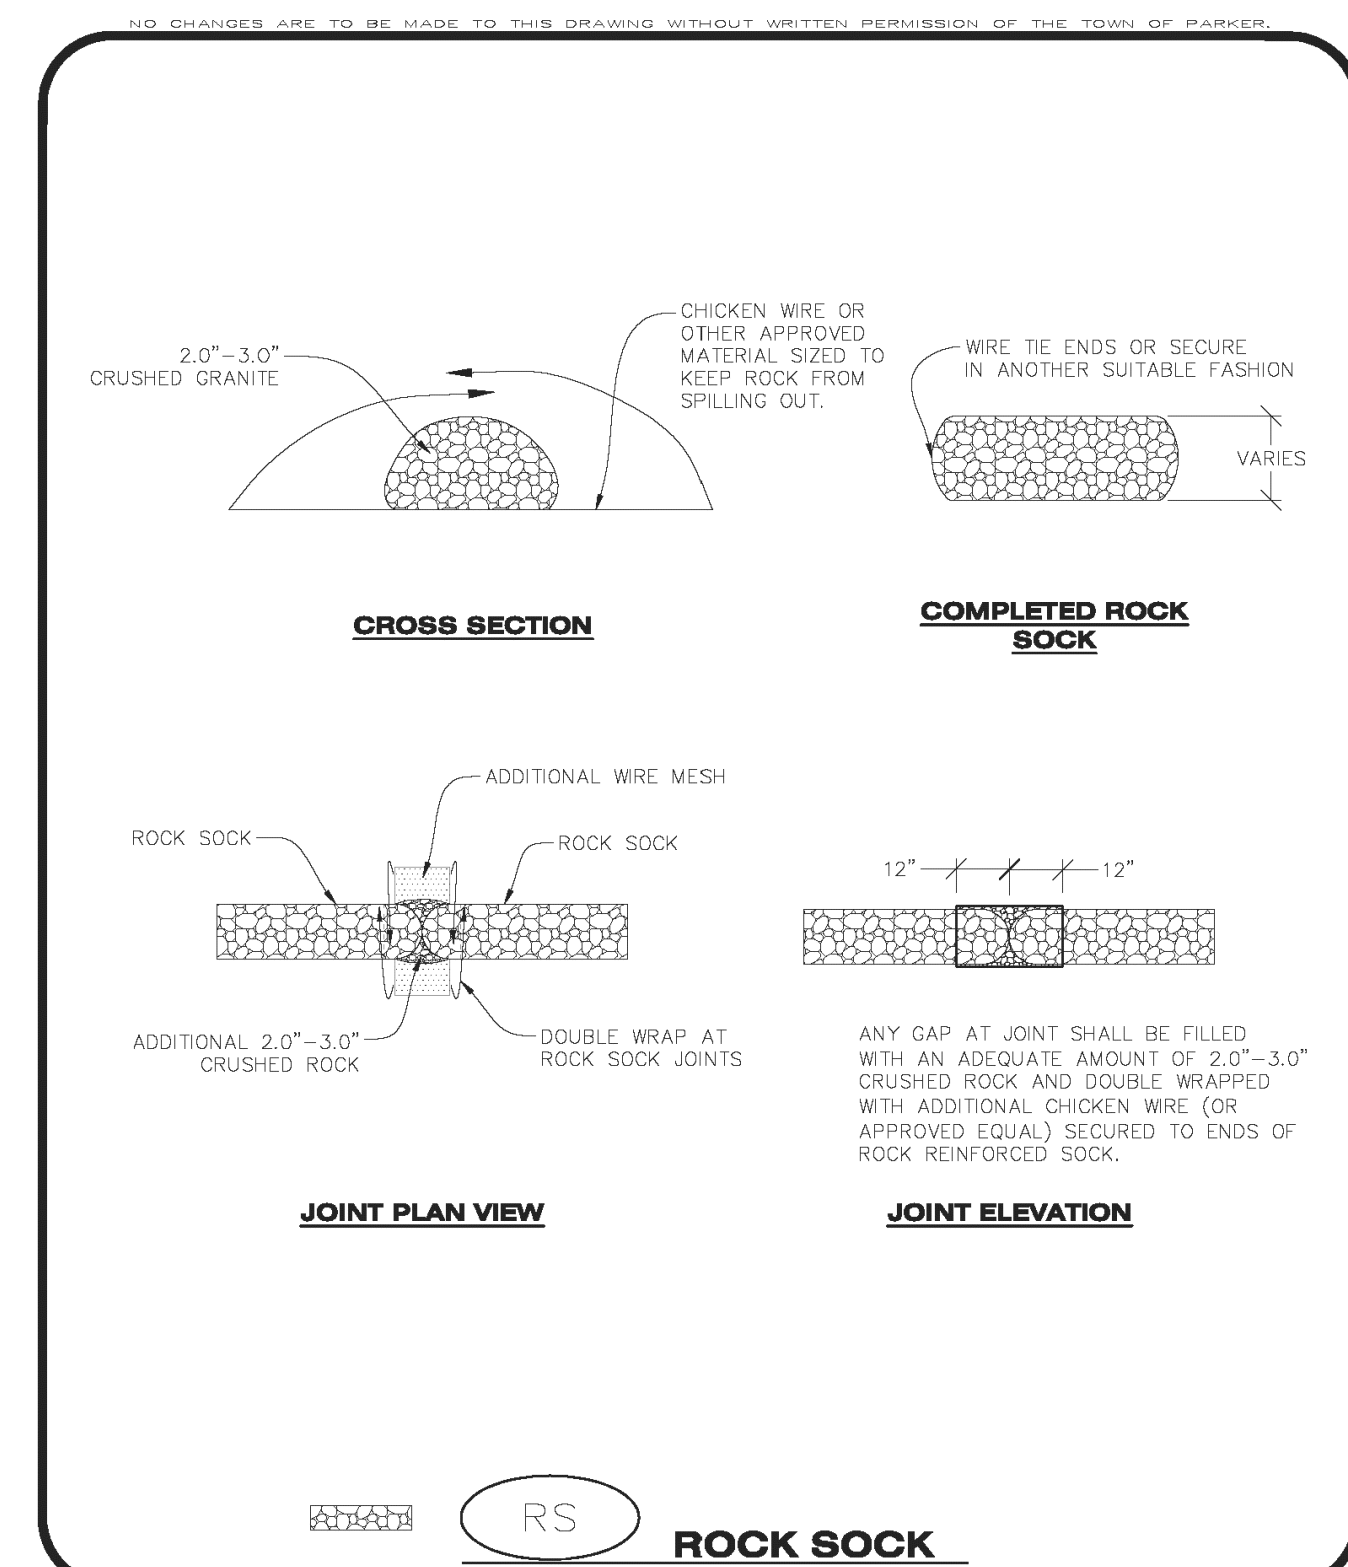 NO CHANGES ARE TO BE MADE TO THIS DRAWING WITHOUT WRITTEN PERMISSION OF THE TOWN OF PARKER.
2.0"-3.0"
CRUSHED GRANITE
CHICKEN WIRE OR
OTHER APPROVED
MATERIAL SIZED TO
KEEP ROCK FROM
SPILLING OUT.
WIRE TIE ENDS OR SECURE
IN ANOTHER SUITABLE FASHION
VARIES
CROSS SECTION
COMPLETED ROCK
SOCK
ADDITIONAL WIRE MESH
ROCK SOCK
ROCK SOCK
ADDITIONAL 2.0"-3.0"
CRUSHED ROCK
DOUBLE WRAP AT
ROCK SOCK JOINTS
12"
12"
ANY GAP AT JOINT SHALL BE FILLED
WITH AN ADEQUATE AMOUNT OF 2.0"-3.0"
CRUSHED ROCK AND DOUBLE WRAPPED
WITH ADDITIONAL CHICKEN WIRE (OR
APPROVED EQUAL) SECURED TO ENDS OF
ROCK REINFORCED SOCK.
JOINT PLAN VIEW
JOINT ELEVATION
RS
ROCK SOCK